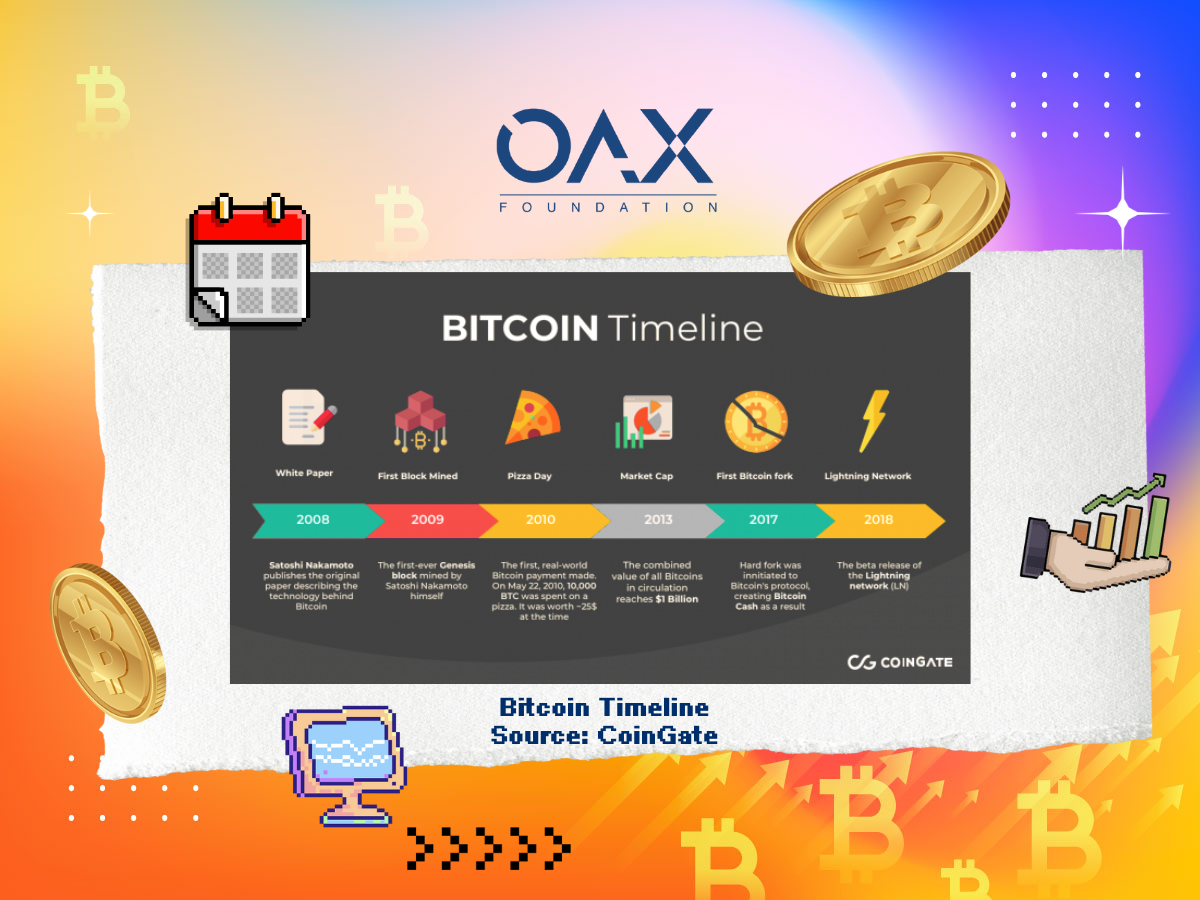 OAX
FOUNDATION
BITCOIN Timeline
White Paper
First Block Mined
Pizza Day
Market Cap
First Bitcoin fork
Lightning Network
2008
2009
2010
2013
2017
2018
Satoshi Nakamoto
publishes the original
paper describing the
technology behind
Bitcoin
The first-ever Genesis
block mined by
Satoshi Nakamoto
himself
The first, real-world
Bitcoin payment made.
On May 22, 2010, 10,000
BTC was spent on a
pizza. It was worth ~25$
at the time
The combined
value of all Bitcoins
in circulation
reaches $1 Billion
Hard fork was
innitiated to
Bitcoin's protocol,
creating Bitcoin
Cash as a result
The beta release of
the Lightning
network (LN)
COINGATE
Bitcoin Timeline
Source: CoinGate